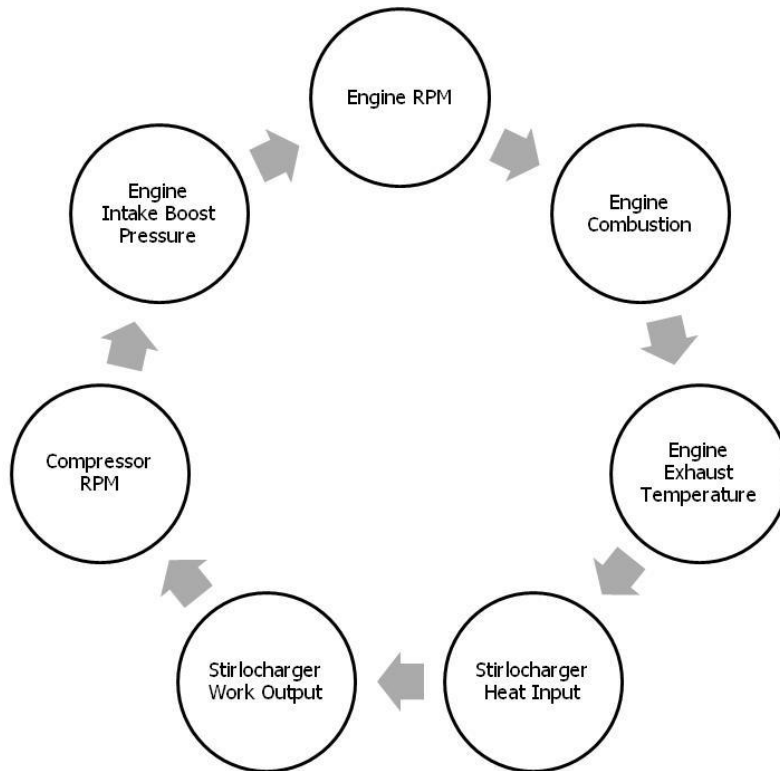 Engine RPM
Engine
Combustion
Engine
Exhaust
Temperature
Stirlocharger
Heat Input
Stirlocharger
Work Output
Compressor
RPM
Engine
Intake Boost
Pressure